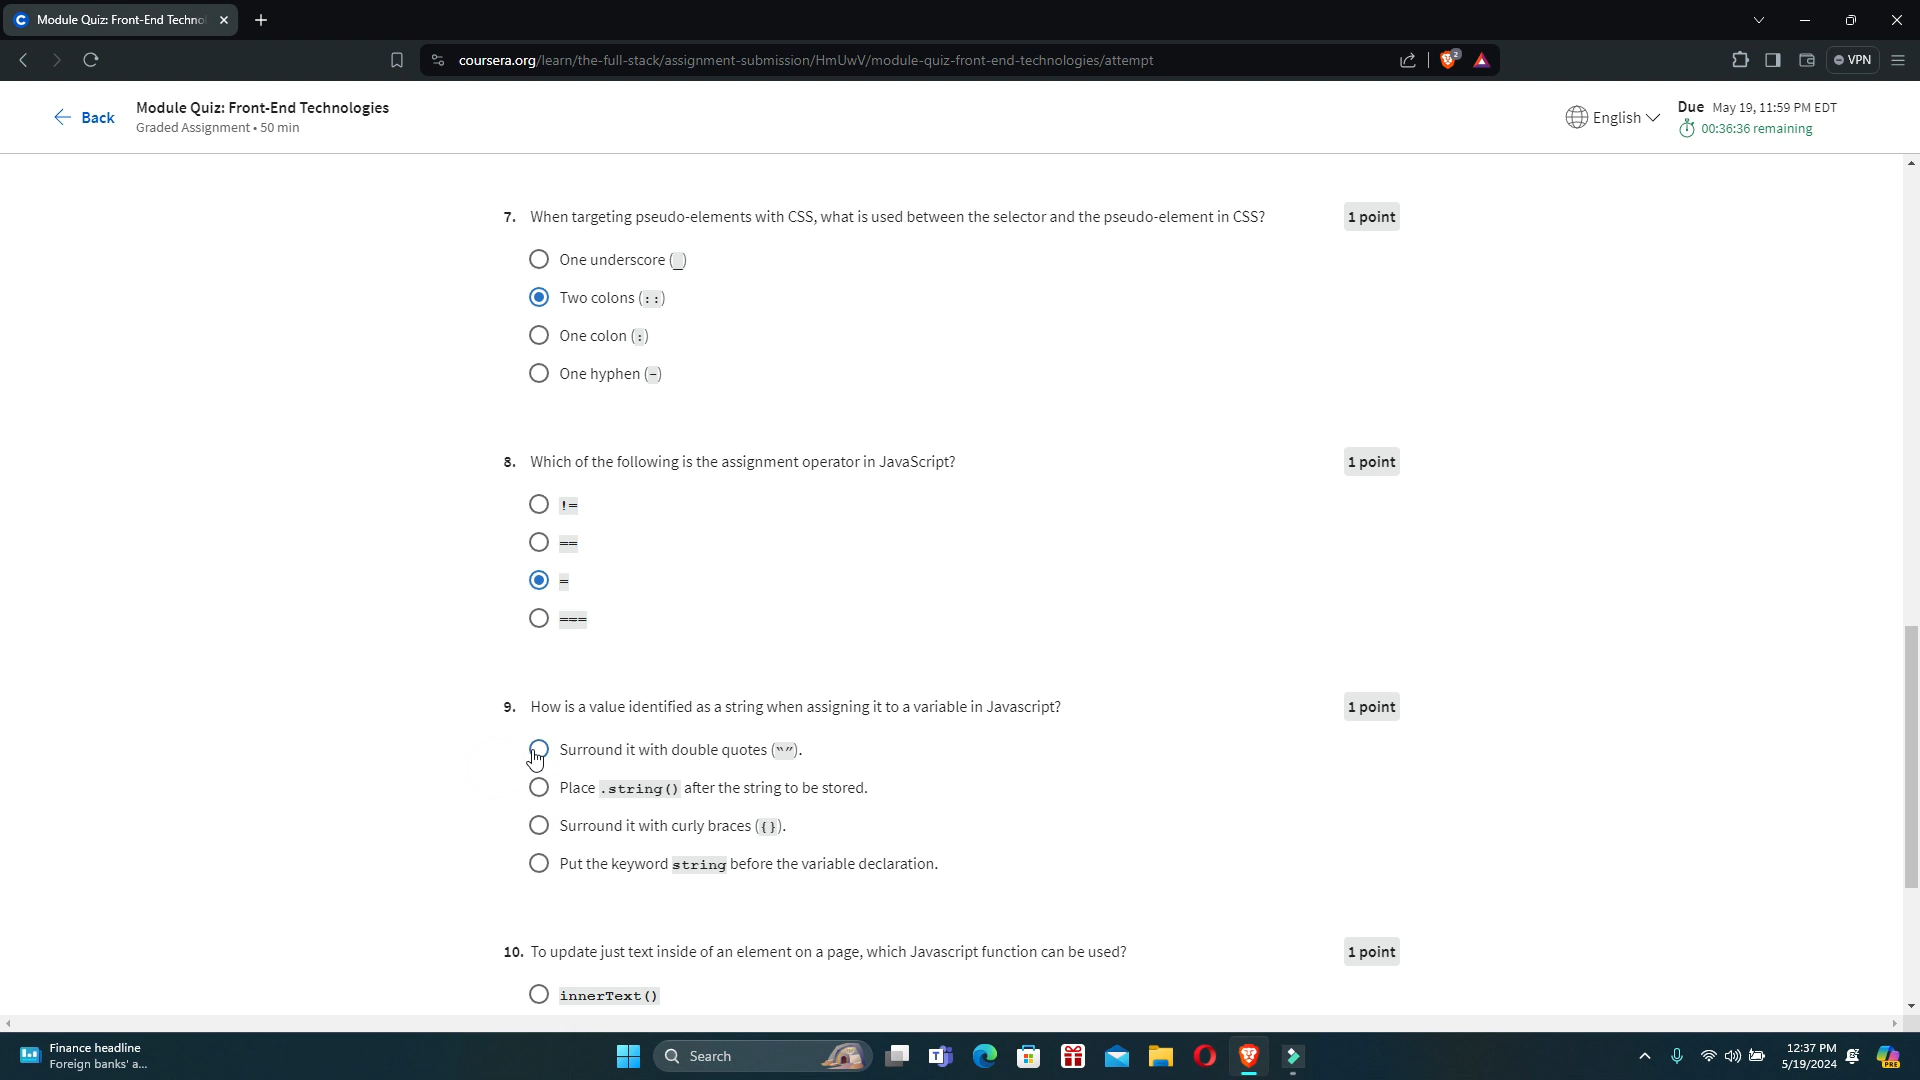 Module Quiz: Front-End Techno
coursera.org/learn/the-full-stack/assignment-submission/HmUwV/module-quiz-front-end-technologies/attempt
2
VPN
Back
Module Quiz: Front-End Technologies
Graded Assignment • 50 min
English
Due May 19, 11:59 PM EDT
00:36:36 remaining
7. When targeting pseudo-elements with CSS, what is used between the selector and the pseudo-element in CSS?
1 point
One underscore (_)
Two colons (::)
One colon (:)
One hyphen (-)
8. Which of the following is the assignment operator in JavaScript?
1 point
!=
==
=
===
9. How is a value identified as a string when assigning it to a variable in Javascript?
1 point
Surround it with double quotes (“”).
Place .string() after the string to be stored.
Surround it with curly braces ({}).
Put the keyword string before the variable declaration.
10. To update just text inside of an element on a page, which Javascript function can be used?
1 point
innerText()
Finance headline
Foreign banks' a...
Search
12:37 PM
5/19/2024
PRE